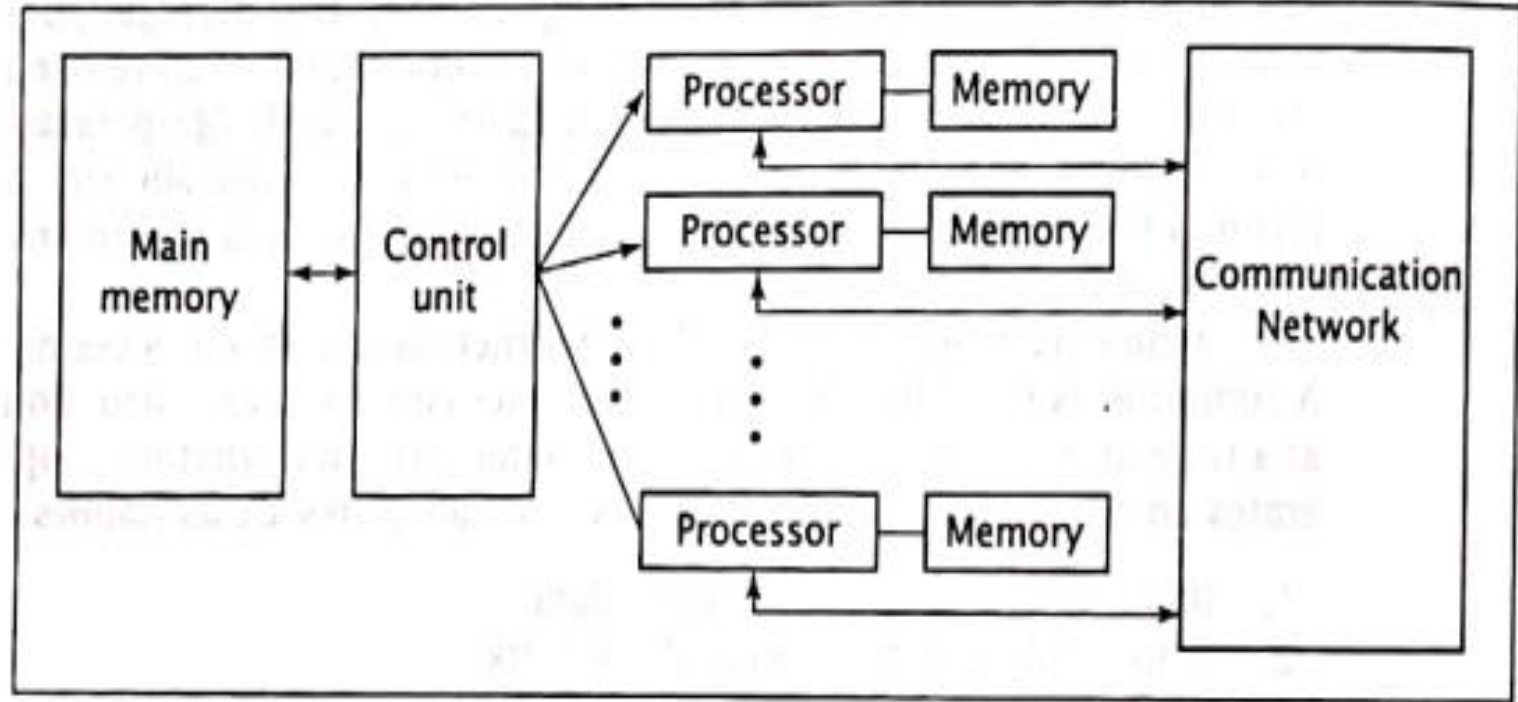 Processor
Memory
Processor
Memory
Main
memory
Control
unit
Communication
Network
Processor
Memory